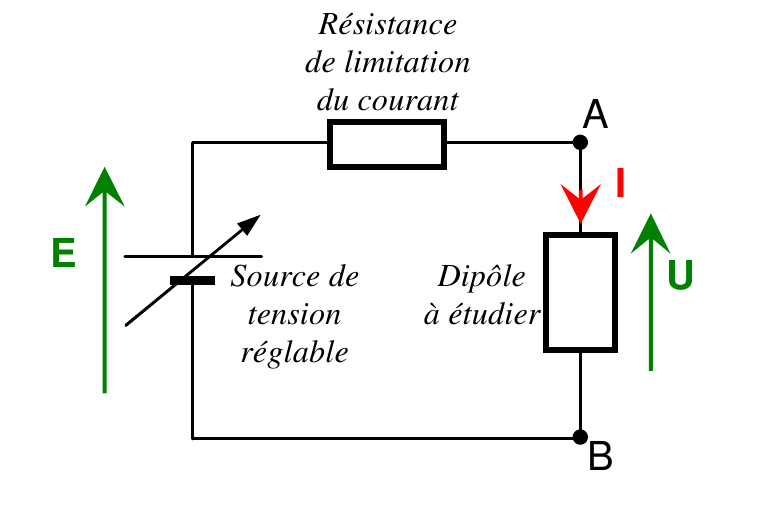 Résistance
de limitation
du courant
A
I
E
Source de
tension
réglable
Dipôle
à étudier
U
B